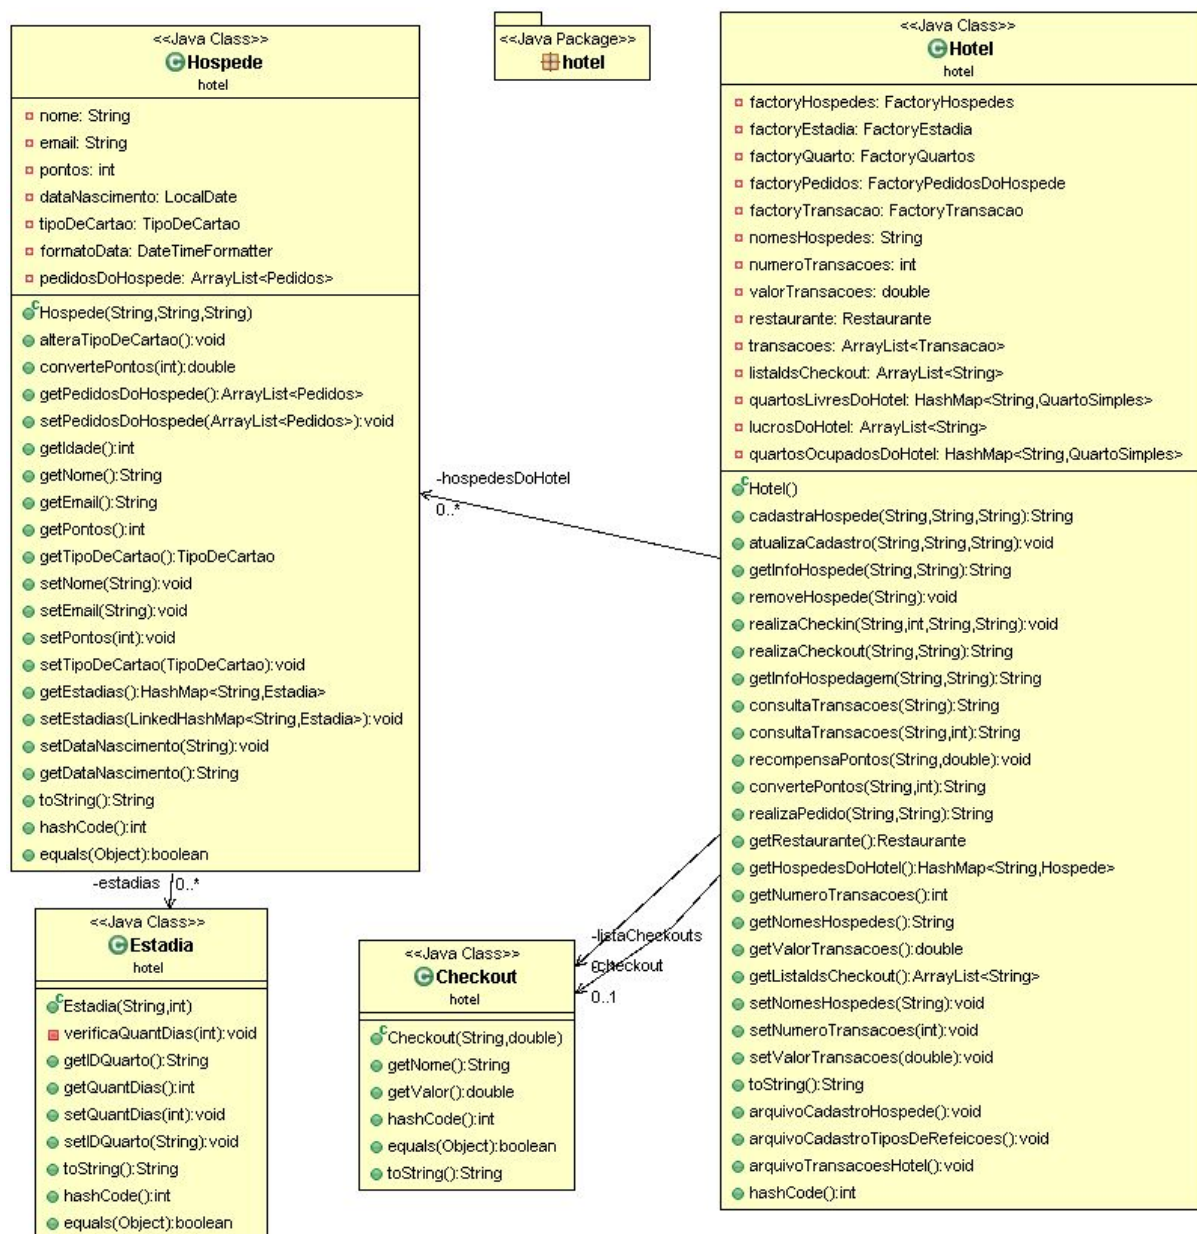 <<Java Class>>
Hospede
hotel
nome: String
email: String
pontos: int
dataNascimento: LocalDate
tipoDeCartao: TipoDeCartao
formatoData: DateTimeFormatter
pedidosDoHospede: ArrayList<Pedidos>
Hospede(String,String,String)
alteraTipoDeCartao():void
convertePontos(int):double
getPedidosDoHospede():ArrayList<Pedidos>
setPedidosDoHospede(ArrayList<Pedidos>):void
getIdade():int
getNome():String
getEmail():String
getPontos():int
getTipoDeCartao():TipoDeCartao
setNome(String):void
setEmail(String):void
setPontos(int):void
setTipoDeCartao(TipoDeCartao):void
getEstadias():HashMap<String,Estadia>
setEstadias(LinkedHashMap<String,Estadia>):void
setDataNascimento(String):void
getDataNascimento():String
toString():String
hashCode():int
equals(Object):boolean
<<Java Package>>
hotel
<<Java Class>>
Hotel
hotel
factoryHospedes: FactoryHospedes
factoryEstadia: FactoryEstadia
factoryQuarto: FactoryQuartos
factoryPedidos: FactoryPedidosDoHospede
factoryTransacao: FactoryTransacao
nomesHospedes: String
numeroTransacoes: int
valorTransacoes: double
restaurante: Restaurante
transacoes: ArrayList<Transacao>
listaIdsCheckout: ArrayList<String>
quartosLivresDoHotel: HashMap<String,QuartoSimples>
lucrosDoHotel: ArrayList<String>
quartosOcupadosDoHotel: HashMap<String,QuartoSimples>
Hotel()
cadastraHospede(String,String,String):String
atualizaCadastro(String,String,String):void
getInfoHospede(String,String):String
removeHospede(String):void
realizaCheckin(String,int,String,String):void
realizaCheckout(String,String):String
getInfoHospedagem(String,String):String
consultaTransacoes(String):String
consultaTransacoes(String,int):String
recompensaPontos(String,double):void
convertePontos(String,int):String
realizaPedido(String,String):String
getRestaurante():Restaurante
getHospedesDoHotel():HashMap<String,Hospede>
getNumeroTransacoes():int
getNomesHospedes():String
getValorTransacoes():double
getListaIdsCheckout():ArrayList<String>
setNomesHospedes(String):void
setNumeroTransacoes(int):void
setValorTransacoes(double):void
toString():String
arquivoCadastroHospede():void
arquivoCadastroTiposDeRefeicoes():void
arquivoTransacoesHotel():void
hashCode():int
-hospedesDoHotel
0..*
-estadias 0..*
<<Java Class>>
Estadia
hotel
Estadia(String,int)
verificaQuantDias(int):void
getIDQuarto():String
getQuantDias():int
setQuantDias(int):void
setIDQuarto(String):void
toString():String
hashCode():int
equals(Object):boolean
-listaCheckouts
checkout
0..1
<<Java Class>>
Checkout
hotel
Checkout(String,double)
getNome():String
getValor():double
hashCode():int
equals(Object):boolean
toString():String